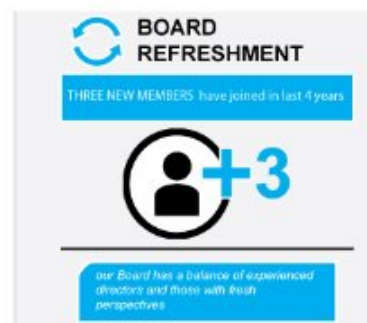 BOARD
REFRESHMENT
THREE NEW MEMBERS have joined in last 4 years
+3
our Board has a balance of experienced
directors and those with fresh
perspectives